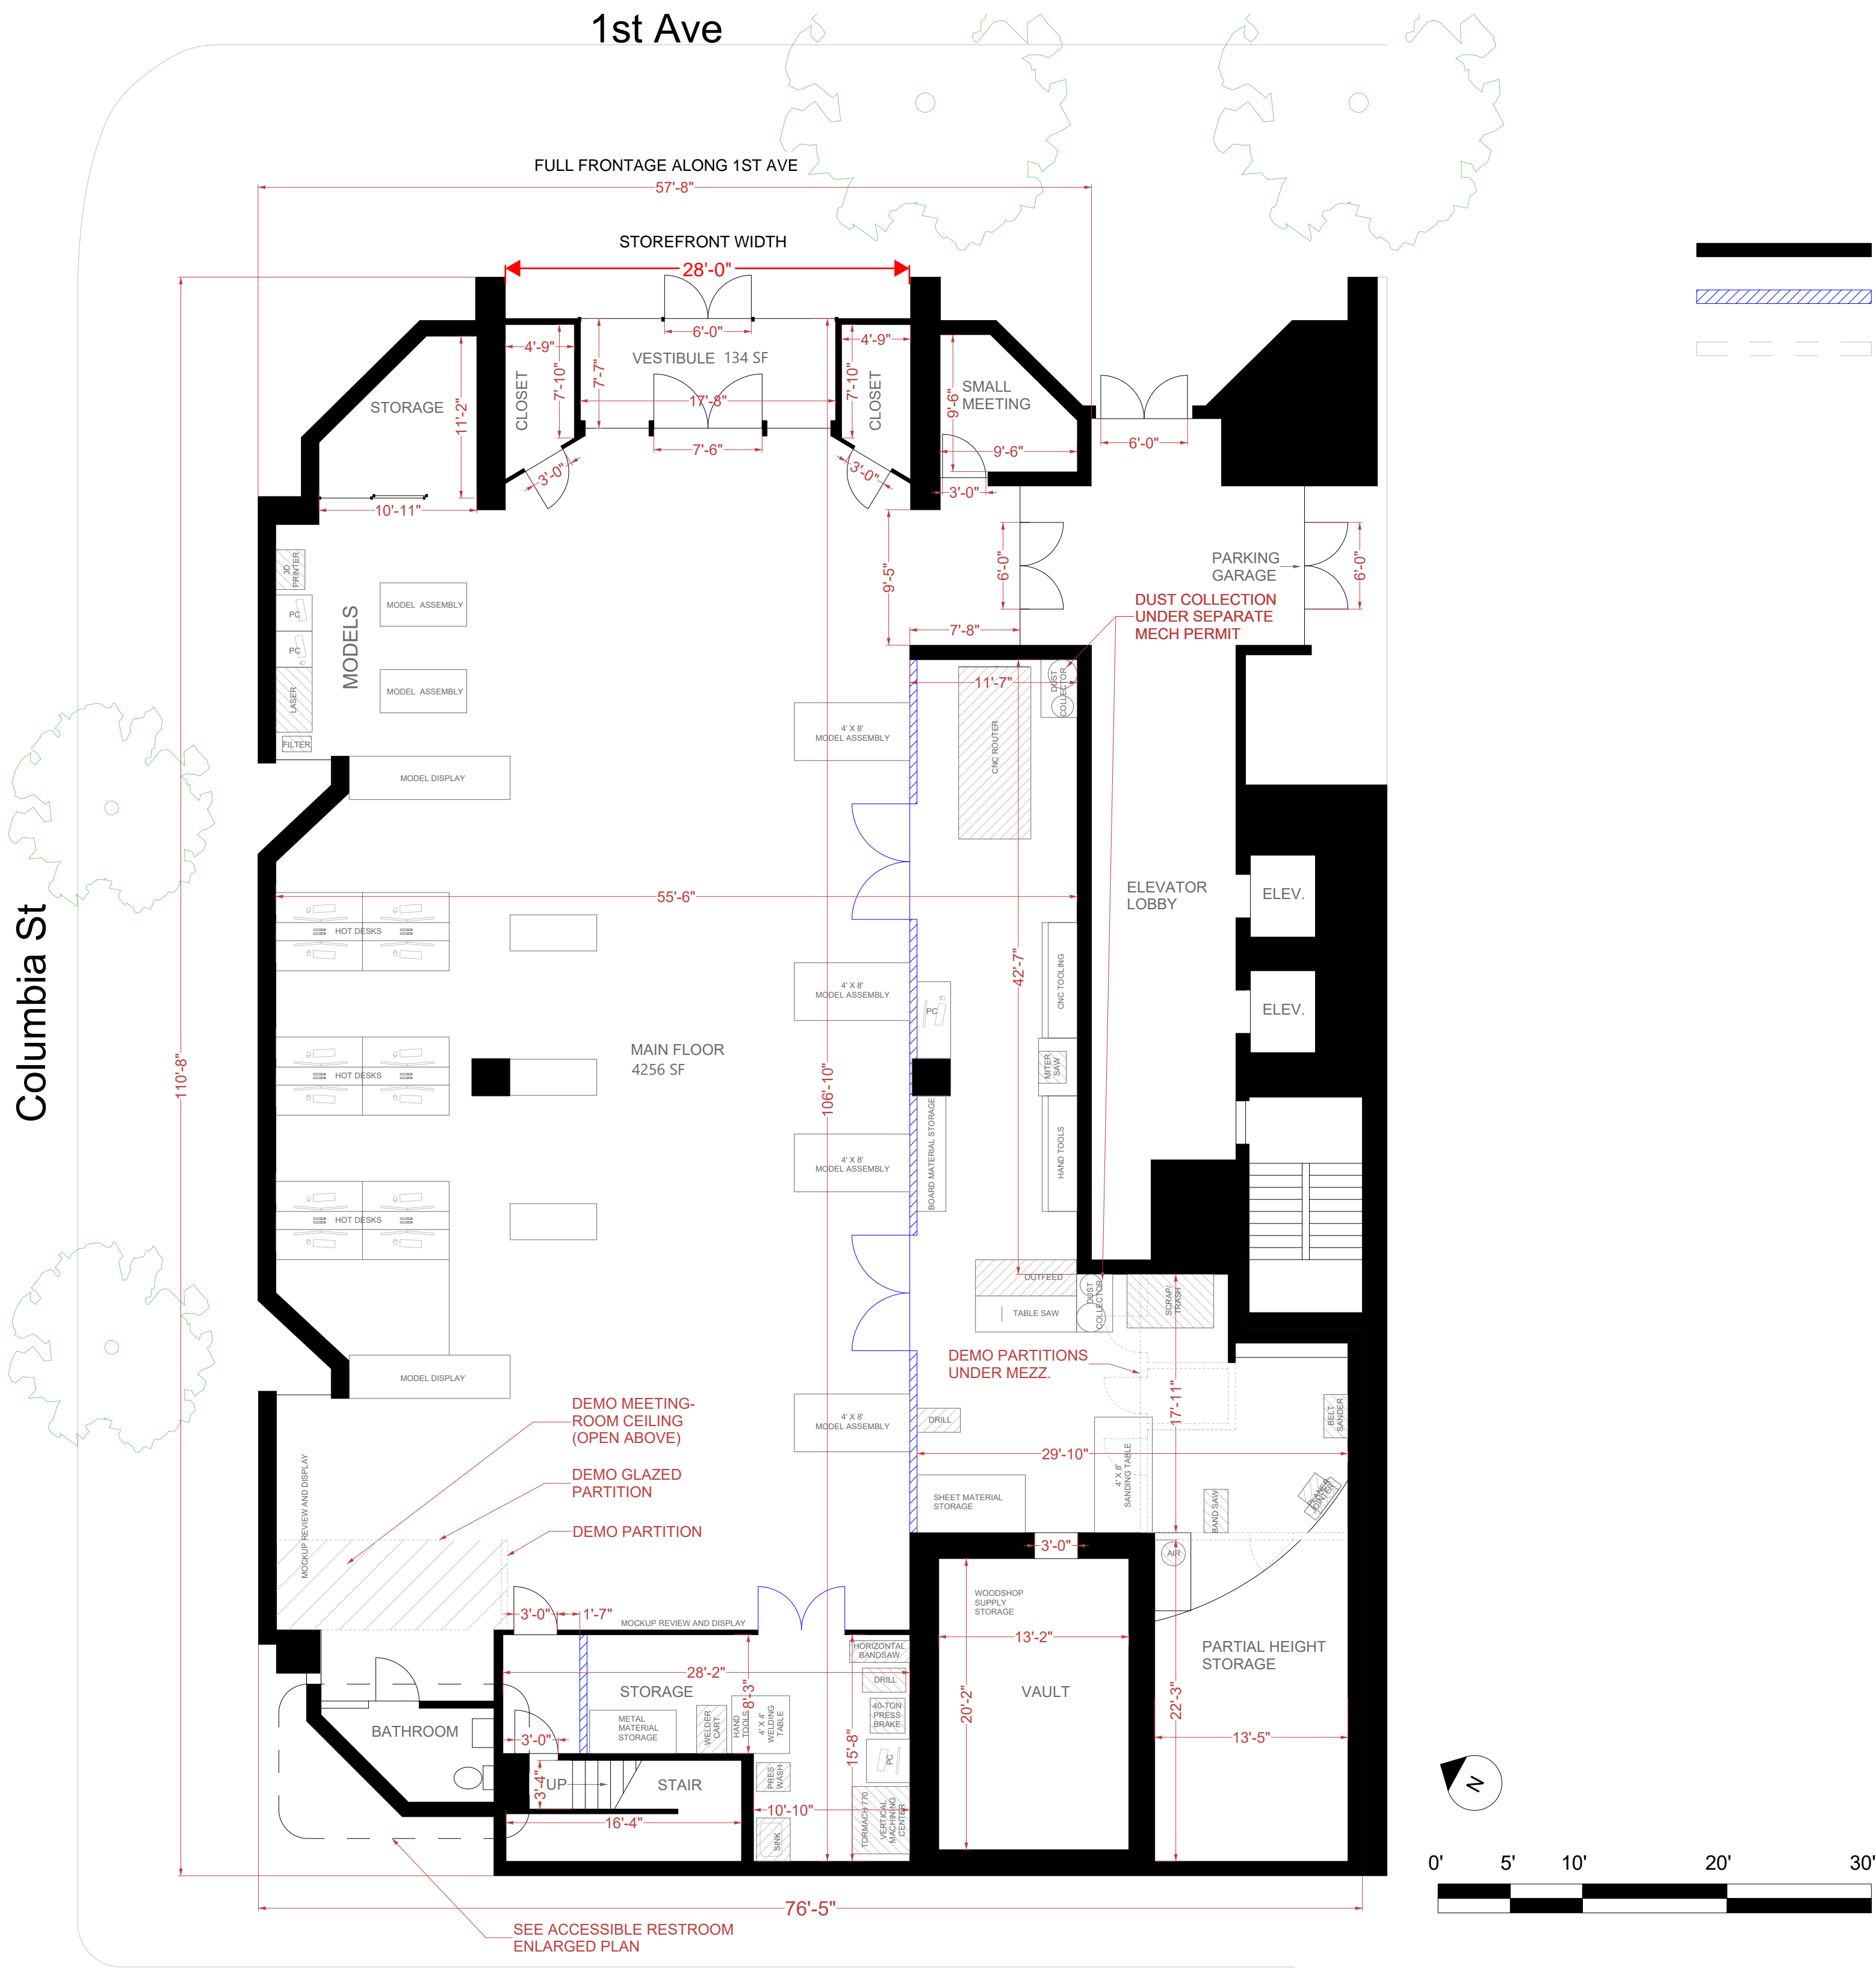 1st Ave
FULL FRONTAGE ALONG 1ST AVE
57'-8"
STOREFRONT WIDTH
28'-0"
6'-0"
4'-9"
VESTIBULE 134 SF
4'-9"
7'-10"
7'-7"
7'-10"
CLOSET
CLOSET
17'-8"
7'-6"
3'-0"
3'-0"
STORAGE
11'-2"
10'-11"
SMALL
MEETING
9'-6"
9'-6"
3'-0"
6'-0"
9'-5"
6'-0"
7'-8"
PARKING
GARAGE
6'-0"
DUST COLLECTION
UNDER SEPARATE
MECH PERMIT
3D
PRINTER
PC
PC
LASER
FILTER
MODELS
MODEL ASSEMBLY
MODEL ASSEMBLY
MODEL DISPLAY
4' X 8'
MODEL ASSEMBLY
11'-7"
CNC ROUTER
DUST
COLLECTOR
55'-6"
HOT DESKS
42'-7"
CNC TOOLING
ELEVATOR
LOBBY
ELEV.
ELEV.
4' X 8'
MODEL ASSEMBLY
PC
Columbia St
110'-8"
HOT DESKS
MAIN FLOOR
4256 SF
106'-10"
MITER
SAW
BOARD MATERIAL STORAGE
HAND TOOLS
4' X 8'
MODEL ASSEMBLY
HOT DESKS
OUTFEED
TABLE SAW
DUST
COLLECTOR
SCRAP/
TRASH
MODEL DISPLAY
DEMO PARTITIONS
UNDER MEZZ.
17'-11"
4' X 8'
MODEL ASSEMBLY
DRILL
BELT
SANDER
29'-10"
4' X 8'
SANDING TABLE
SHEET MATERIAL
STORAGE
BAND SAW
PLANER
JOINTER
DEMO MEETING-
ROOM CEILING
(OPEN ABOVE)
DEMO GLAZED
PARTITION
DEMO PARTITION
MOCKUP REVIEW AND DISPLAY
3'-0"
AIR
WOODSHOP
SUPPLY
STORAGE
3'-0"
1'-7"
MOCKUP REVIEW AND DISPLAY
13'-2"
PARTIAL HEIGHT
STORAGE
HORIZONTAL
BANDSAW
28'-2"
DRILL
STORAGE
8'-3"
VAULT
20'-2"
22'-3"
40-TON
PRESS
BRAKE
METAL
MATERIAL
STORAGE
WELDER
CART
HAND
TOOLS
4' X 4'
WELDING
TABLE
BATHROOM
3'-0"
15'-8"
13'-5"
PC
UP
3'-4"
STAIR
PRES
WASH
10'-10"
16'-4"
SINK
TORMACH 770
VERTICAL
MACHINING
CENTER
N
0'
5'
10'
20'
30'
76'-5"
SEE ACCESSIBLE RESTROOM
ENLARGED PLAN